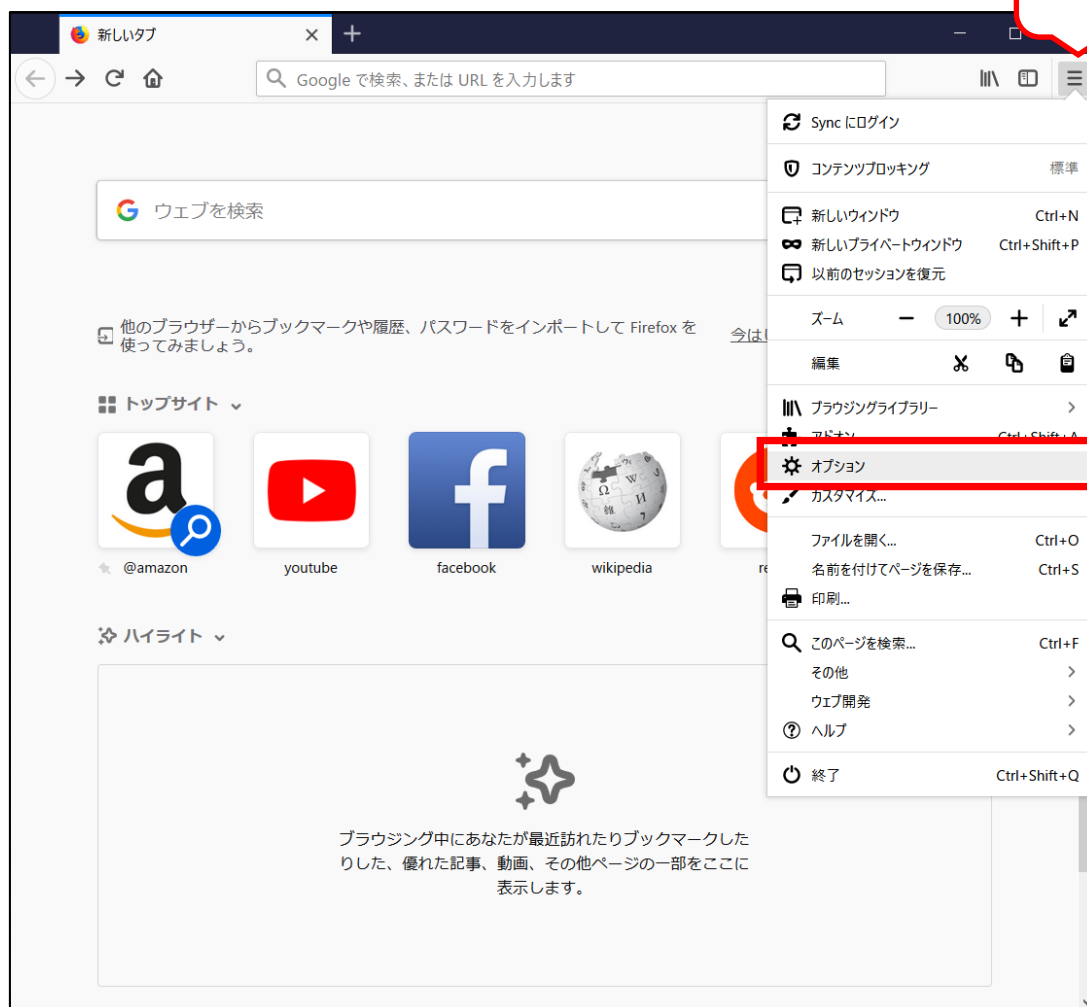 新しいタブ
Google で検索、または URL を入力します
Sync にログイン
コンテンツブロッキング 標準
ウェブを検索
新しいウィンドウ Ctrl+N
新しいプライベートウィンドウ Ctrl+Shift+P
以前のセッションを復元
ズーム 100%
他のブラウザーからブックマークや履歴、パスワードをインポートして Firefox を
使ってみましょう。
今は
編集
トップサイト
ブラウジングライブラリー
アドオン Ctrl+Shift+A
オプション
カスタマイズ...
@amazon
youtube
facebook
wikipedia
re
ファイルを開く... Ctrl+O
名前を付けてページを保存... Ctrl+S
印刷...
ハイライト
このページを検索... Ctrl+F
その他
ウェブ開発
ヘルプ
終了 Ctrl+Shift+Q
ブラウジング中にあなたが最近訪れたりブックマークした
りした、優れた記事、動画、その他ページの一部をここに
表示します。